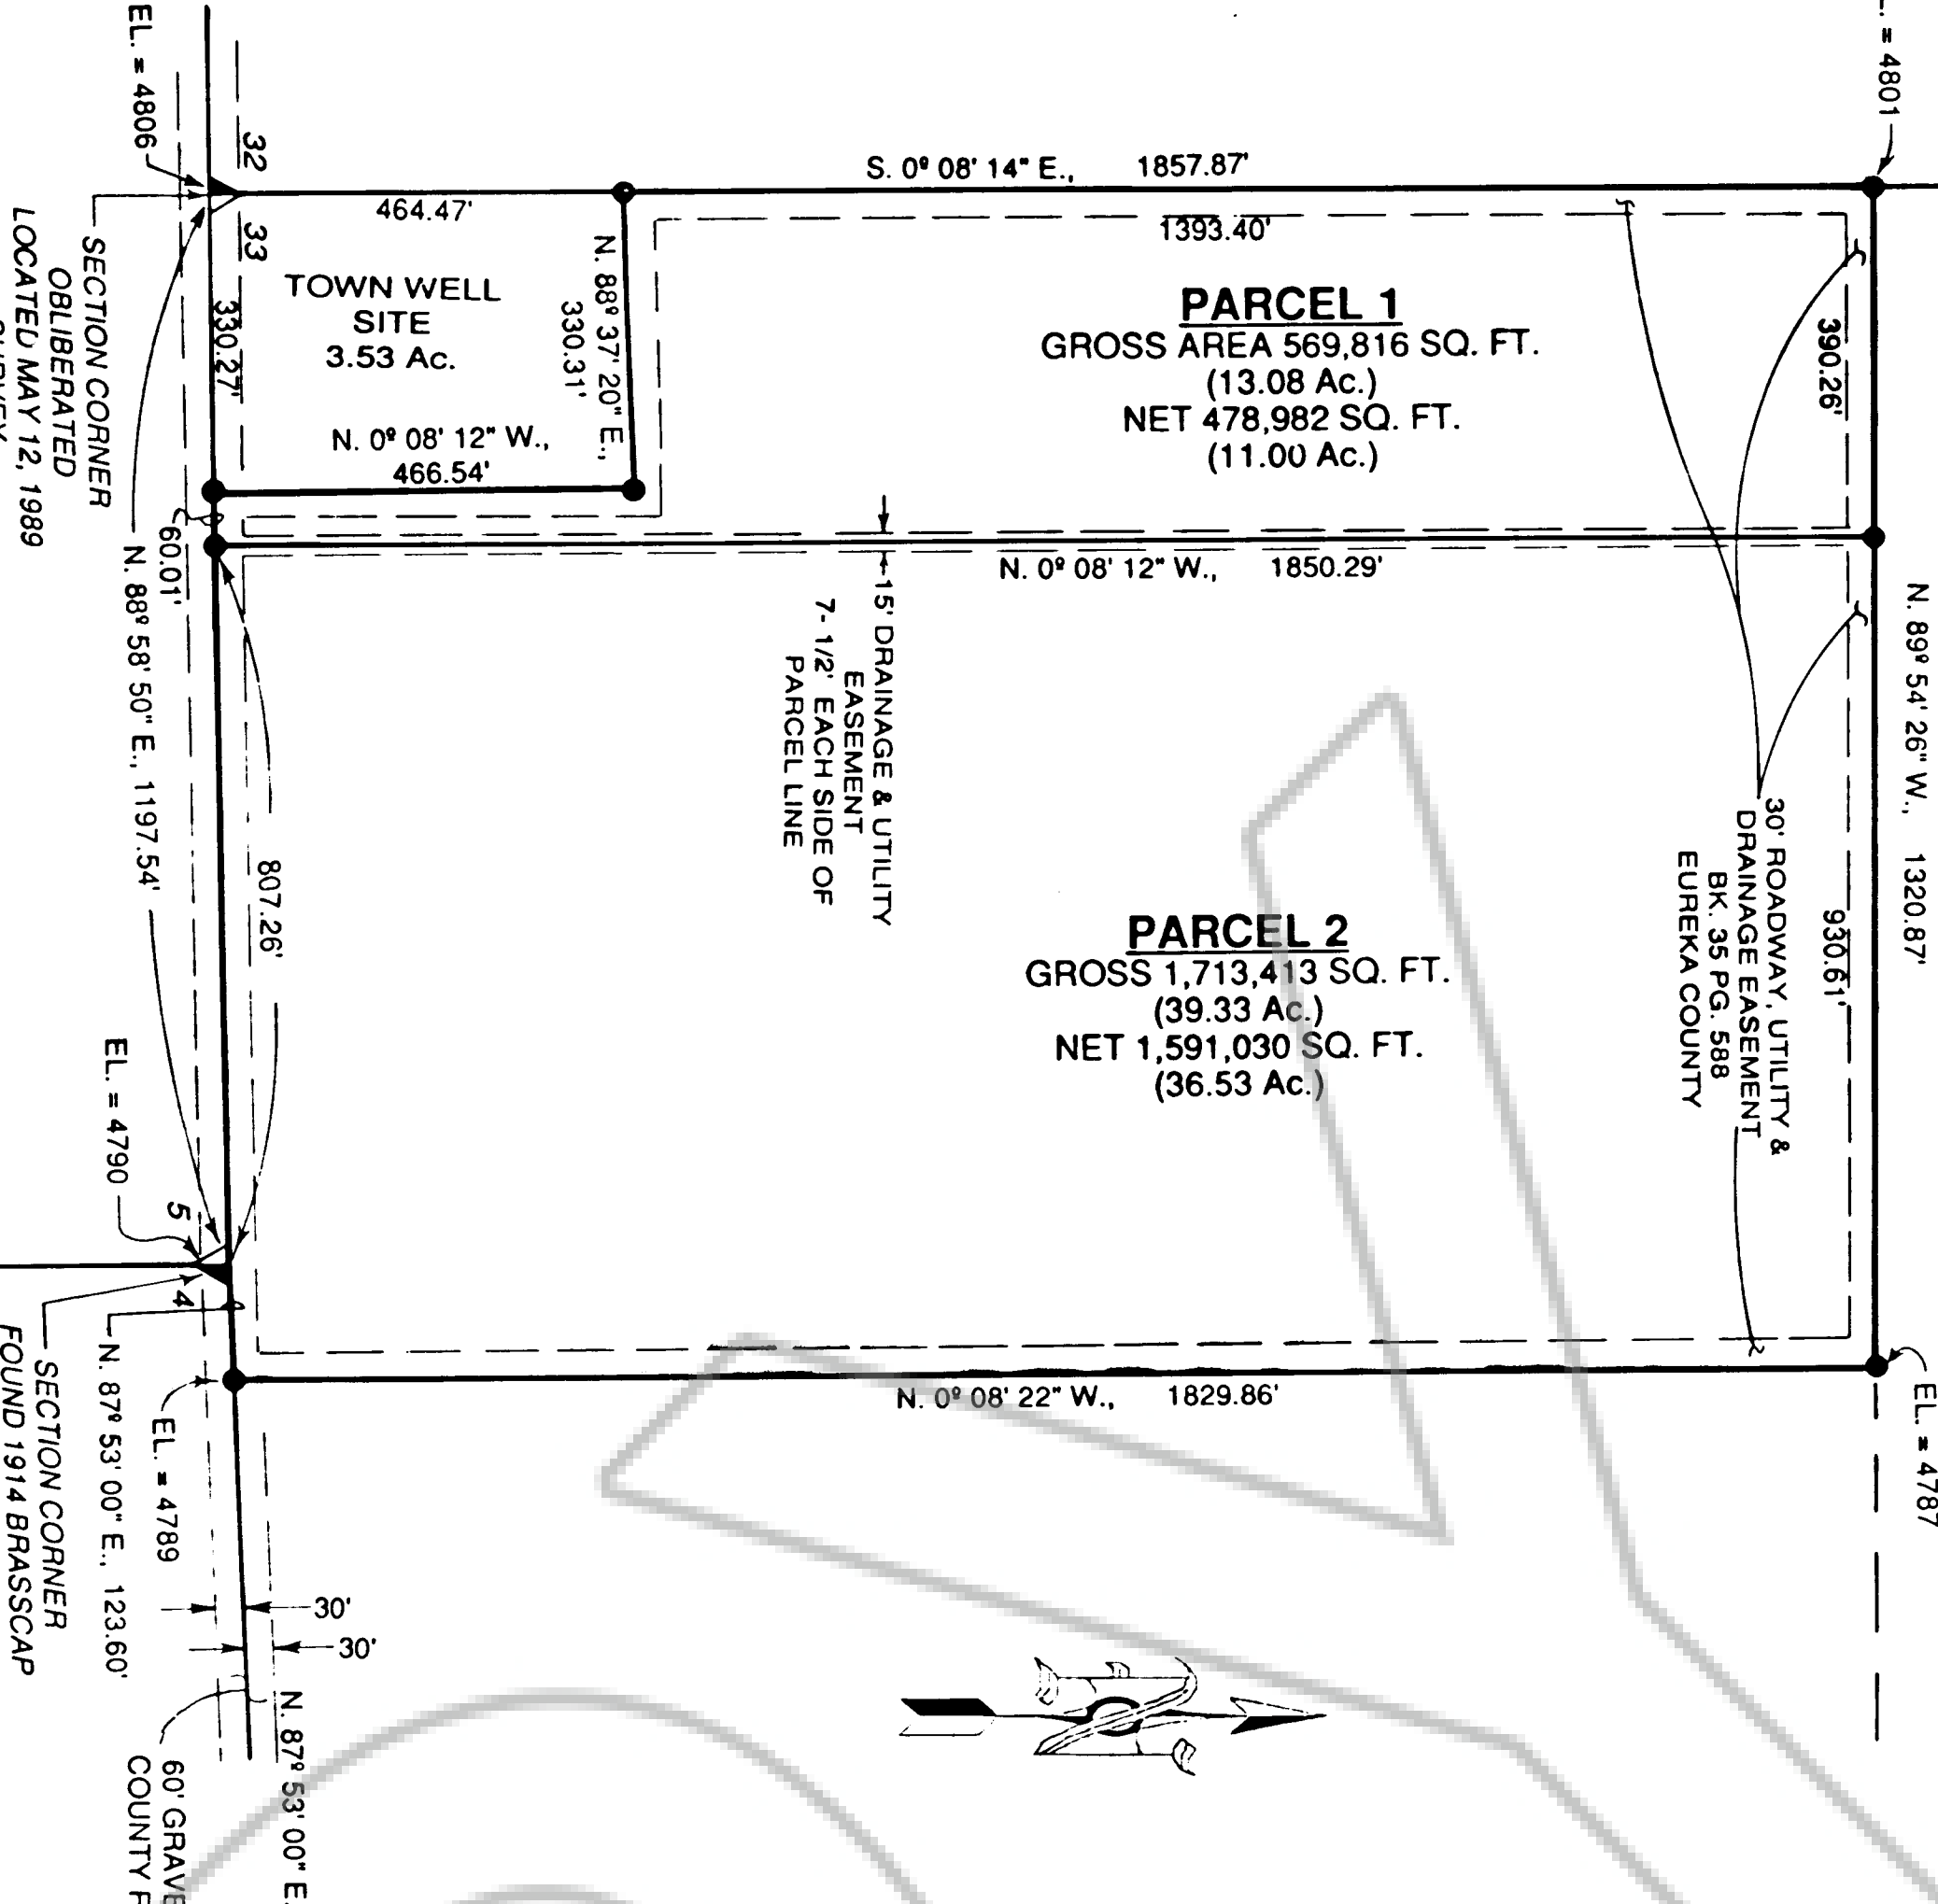 EL. = 4806
32
33
SECTION CORNER
OBLIBERATED
LOCATED MAY 12, 1989
. = 4801
S. 0º 08' 14" E., 1857.87'
464.47'
1393.40'
N. 88º 37' 20" E.,
330.31'
TOWN WELL
SITE
3.53 Ac.
330.27'
N. 0º 08' 12" W.,
466.54'
PARCEL 1
GROSS AREA 569,816 SQ. FT.
(13.08 Ac.)
NET 478,982 SQ. FT.
(11.00 Ac.)
390.26'
60.01'
N. 0º 08' 12" W., 1850.29'
N. 88º 58' 50" E., 1197.54'
15' DRAINAGE & UTILITY
EASEMENT
7-1/2' EACH SIDE OF
PARCEL LINE
N. 89º 54' 26" W., 1320.87'
930.61'
30' ROADWAY, UTILITY &
DRAINAGE EASEMENT
BK. 35 PG. 588
EUREKA COUNTY
807.26'
PARCEL 2
GROSS 1,713,413 SQ. FT.
(39.33 Ac.)
NET 1,591,030 SQ. FT.
(36.53 Ac.)
EL. = 4790
5
4
SECTION CORNER
FOUND 1914 BRASSCAP
N. 87º 53' 00" E., 123.60'
EL. = 4789
EL. = 4787
N. 0º 08' 22" W., 1829.86'
30'
30'
N. 87º 53' 00" E.
60' GRAVE
COUNTY